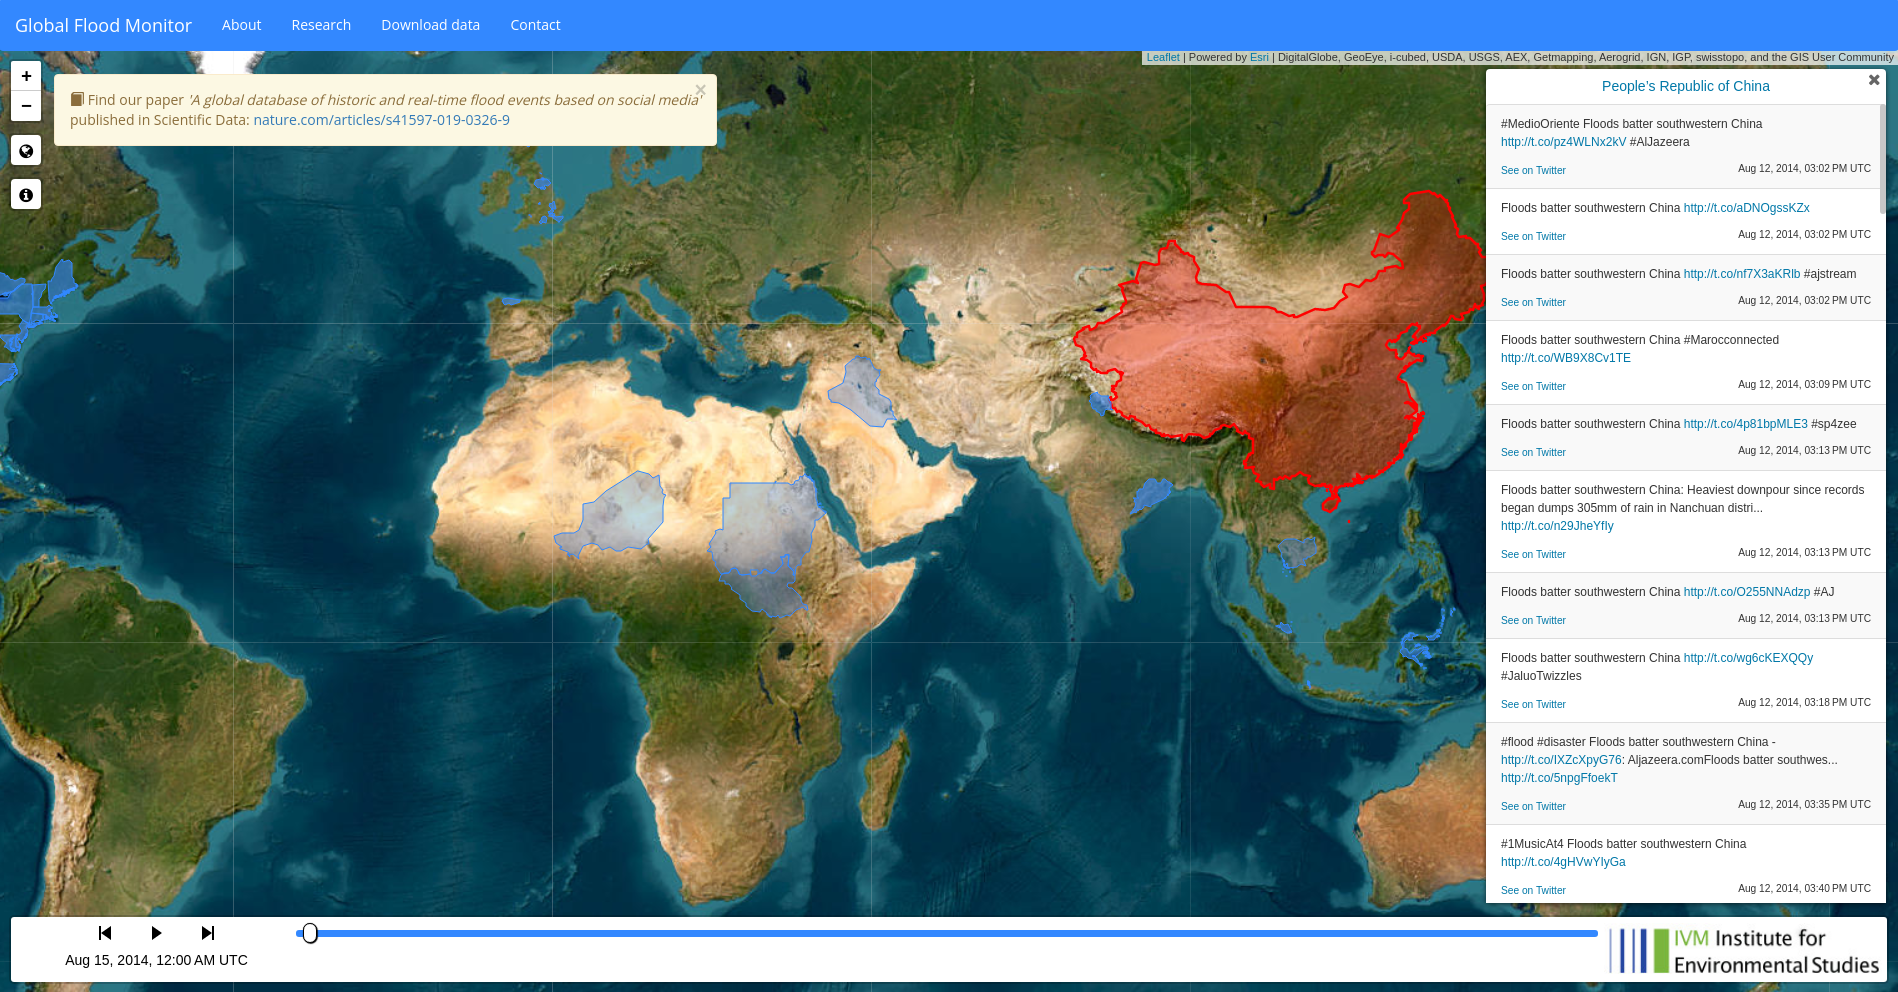 Global Flood Monitor About Research Download data Contact
Leaflet | Powered by Esri | DigitalGlobe, GeoEye, i-cubed, USDA, USGS, AEX, Getmapping, Aerogrid, IGN, IGP, swisstopo, and the GIS User Community
+
−
Find our paper 'A global database of historic and real-time flood events based on social media'
published in Scientific Data: nature.com/articles/s41597-019-0326-9
×
People's Republic of China
#MedioOriente Floods batter southwestern China
http://t.co/pz4WLNx2kV #AlJazeera
See on Twitter Aug 12, 2014, 03:02 PM UTC
Floods batter southwestern China http://t.co/aDNOgssKZx
See on Twitter Aug 12, 2014, 03:02 PM UTC
Floods batter southwestern China http://t.co/nf7X3aKRlb #ajstream
See on Twitter Aug 12, 2014, 03:02 PM UTC
Floods batter southwestern China #Marocconnected
http://t.co/WB9X8Cv1TE
See on Twitter Aug 12, 2014, 03:09 PM UTC
Floods batter southwestern China http://t.co/4p81bpMLE3 #sp4zee
See on Twitter Aug 12, 2014, 03:13 PM UTC
Floods batter southwestern China: Heaviest downpour since records
began dumps 305mm of rain in Nanchuan distri...
http://t.co/n29JheYfIy
See on Twitter Aug 12, 2014, 03:13 PM UTC
Floods batter southwestern China http://t.co/O255NNAdzp #AJ
See on Twitter Aug 12, 2014, 03:13 PM UTC
Floods batter southwestern China http://t.co/wg6cKEXQQy
#JaluoTwizzles
See on Twitter Aug 12, 2014, 03:18 PM UTC
#flood #disaster Floods batter southwestern China -
http://t.co/IXZcXpyG76: Aljazeera.comFloods batter southwes...
http://t.co/5npgFfoekT
See on Twitter Aug 12, 2014, 03:35 PM UTC
#1MusicAt4 Floods batter southwestern China
http://t.co/4gHVwYIyGa
See on Twitter Aug 12, 2014, 03:40 PM UTC
Aug 15, 2014, 12:00 AM UTC
IVM Institute for
Environmental Studies